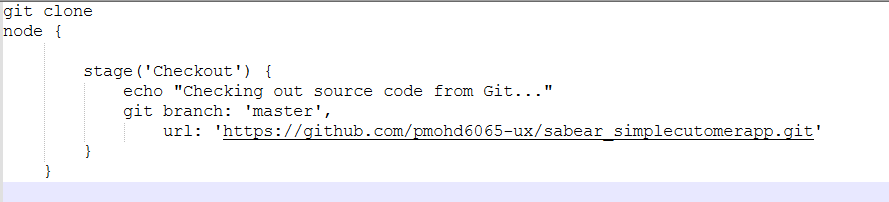 git clone
node {
stage('Checkout') {
echo "Checking out source code from Git..."
git branch: 'master',
url: 'https://github.com/pmohd6065-ux/sabear_simplecutomerapp.git'
}
}